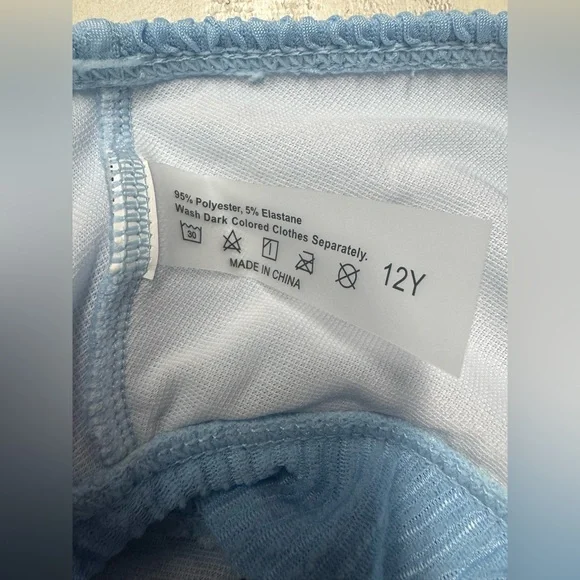 95% Polyester, 5% Elastane
Wash Dark Colored Clothes Separately.
30
12Y
MADE IN CHINA